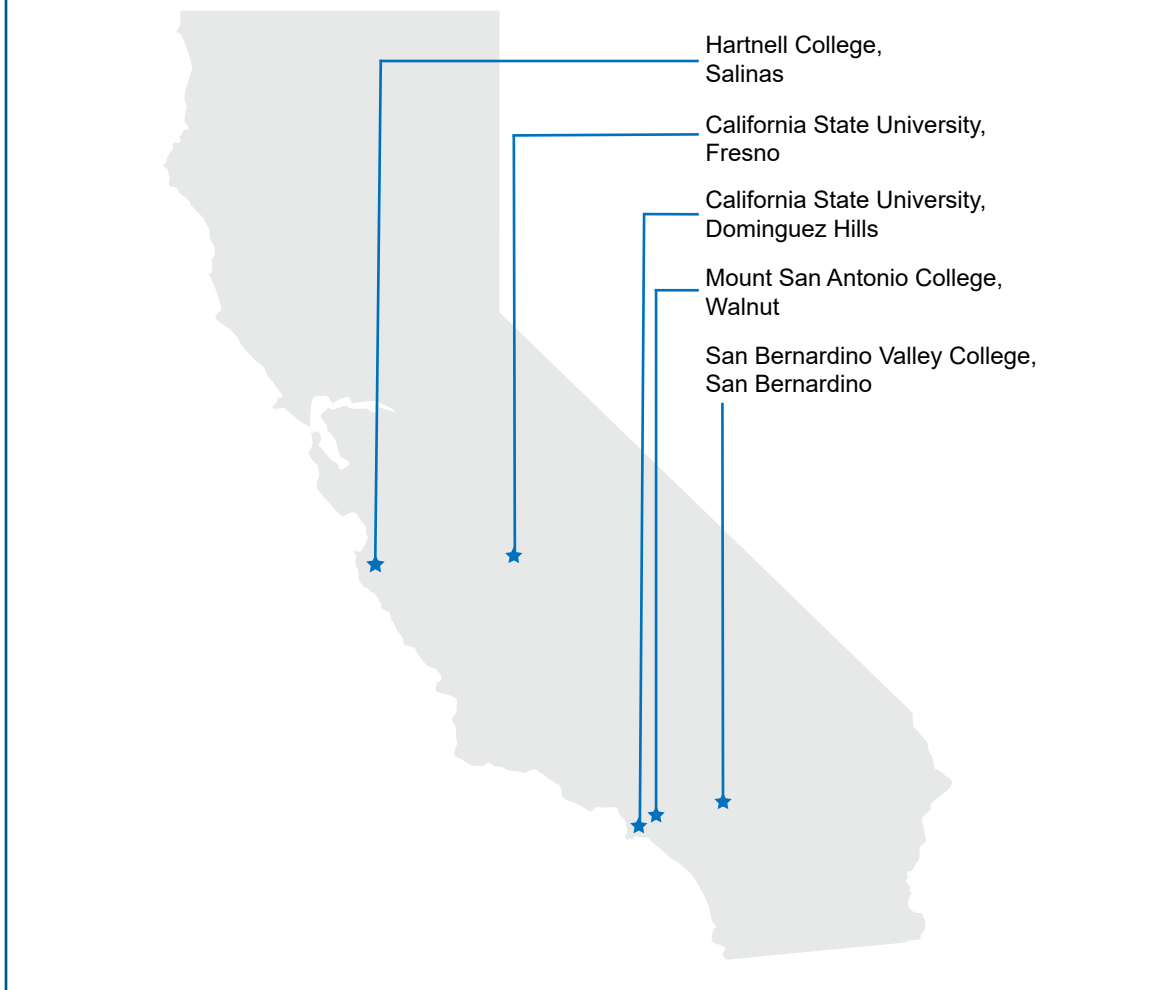 Hartnell College,
Salinas
California State University,
Fresno
California State University,
Dominguez Hills
Mount San Antonio College,
Walnut
San Bernardino Valley College,
San Bernardino